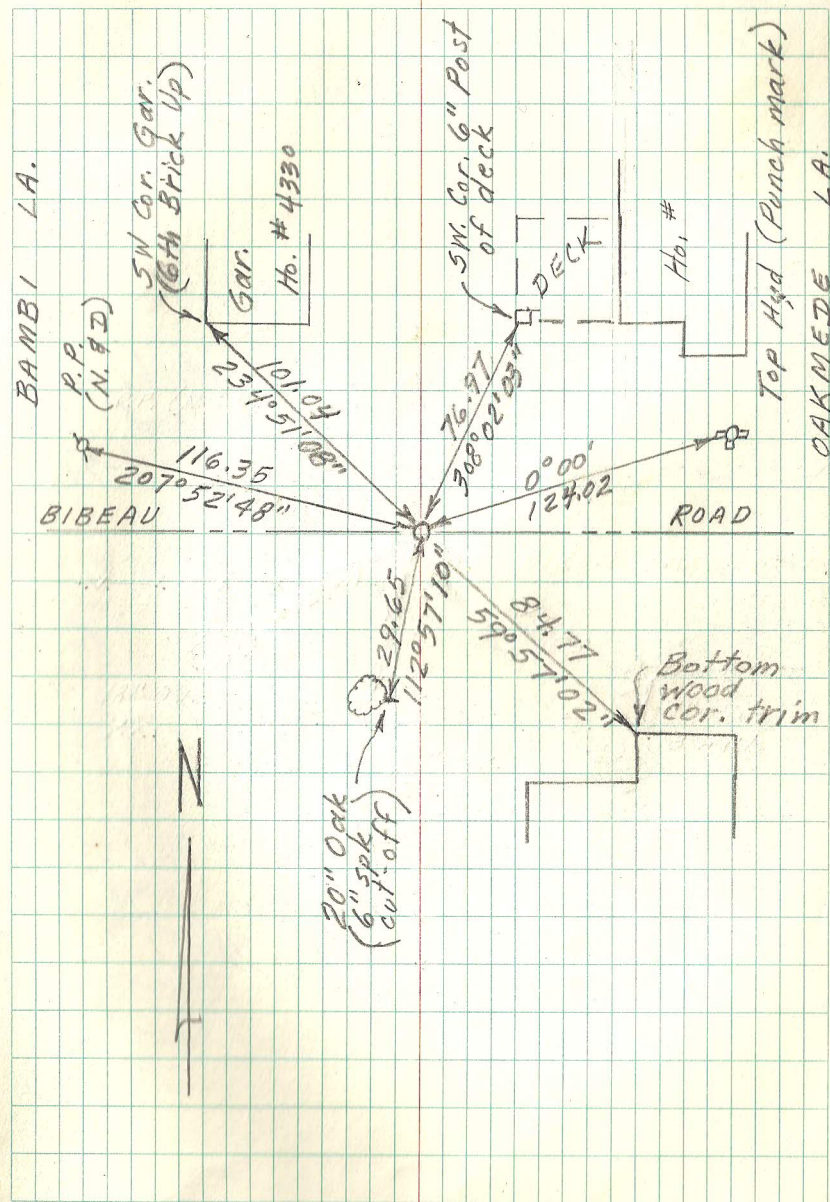 BAMBI LA.
P.P.
(N. & D)
SW Cor. Gar.
(6th Brick Up)
Gar.
Ho. # 4330
SW. Cor. 6" Post
of deck
DECK
Ho. #
Top Hyd (Punch mark)
OAKMEDE LA.
116.35
207° 52' 48"
101.04
234° 51' 08"
76.97
308° 02' 03"
0° 00'
124.02
BIBEAU
ROAD
29.65
112° 57' 10"
84.77
59° 57' 02"
Bottom
wood
cor. trim
20" Oak
(6" spk
cut-off)
N